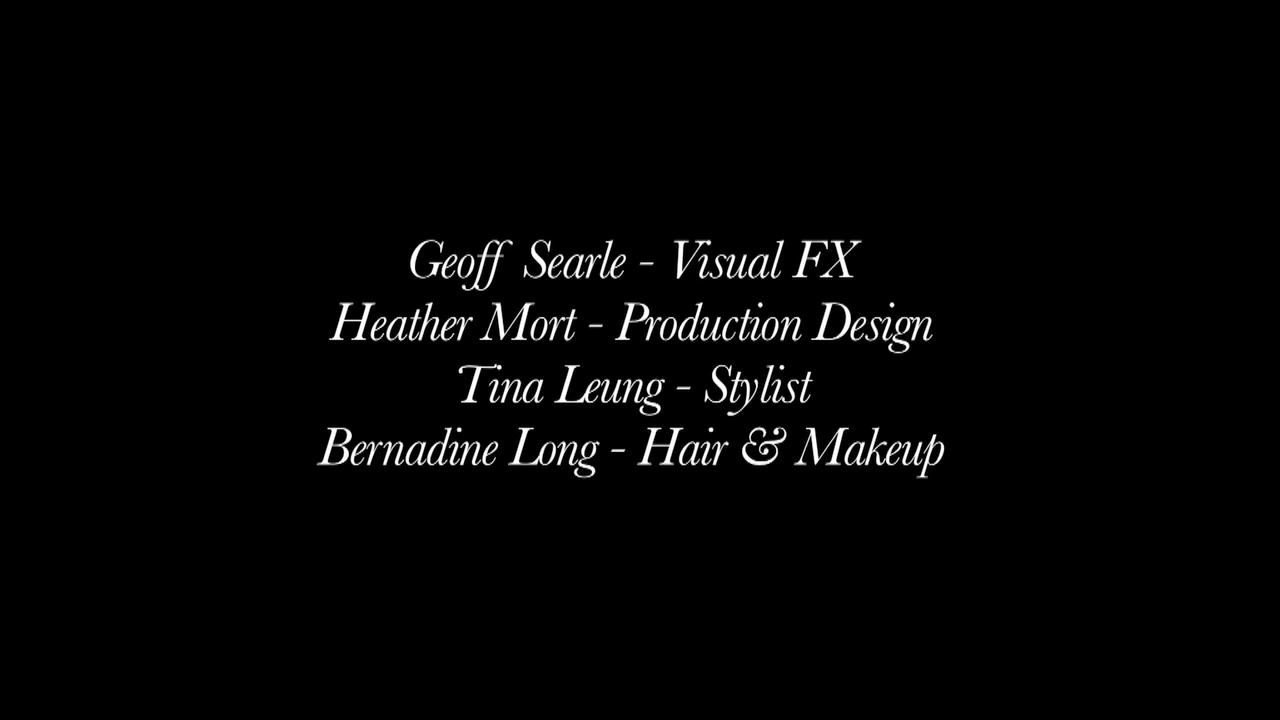 Geoff Searle - Visual FX
Heather Mort - Production Design
Tina Leung - Stylist
Bernadine Long - Hair & Makeup